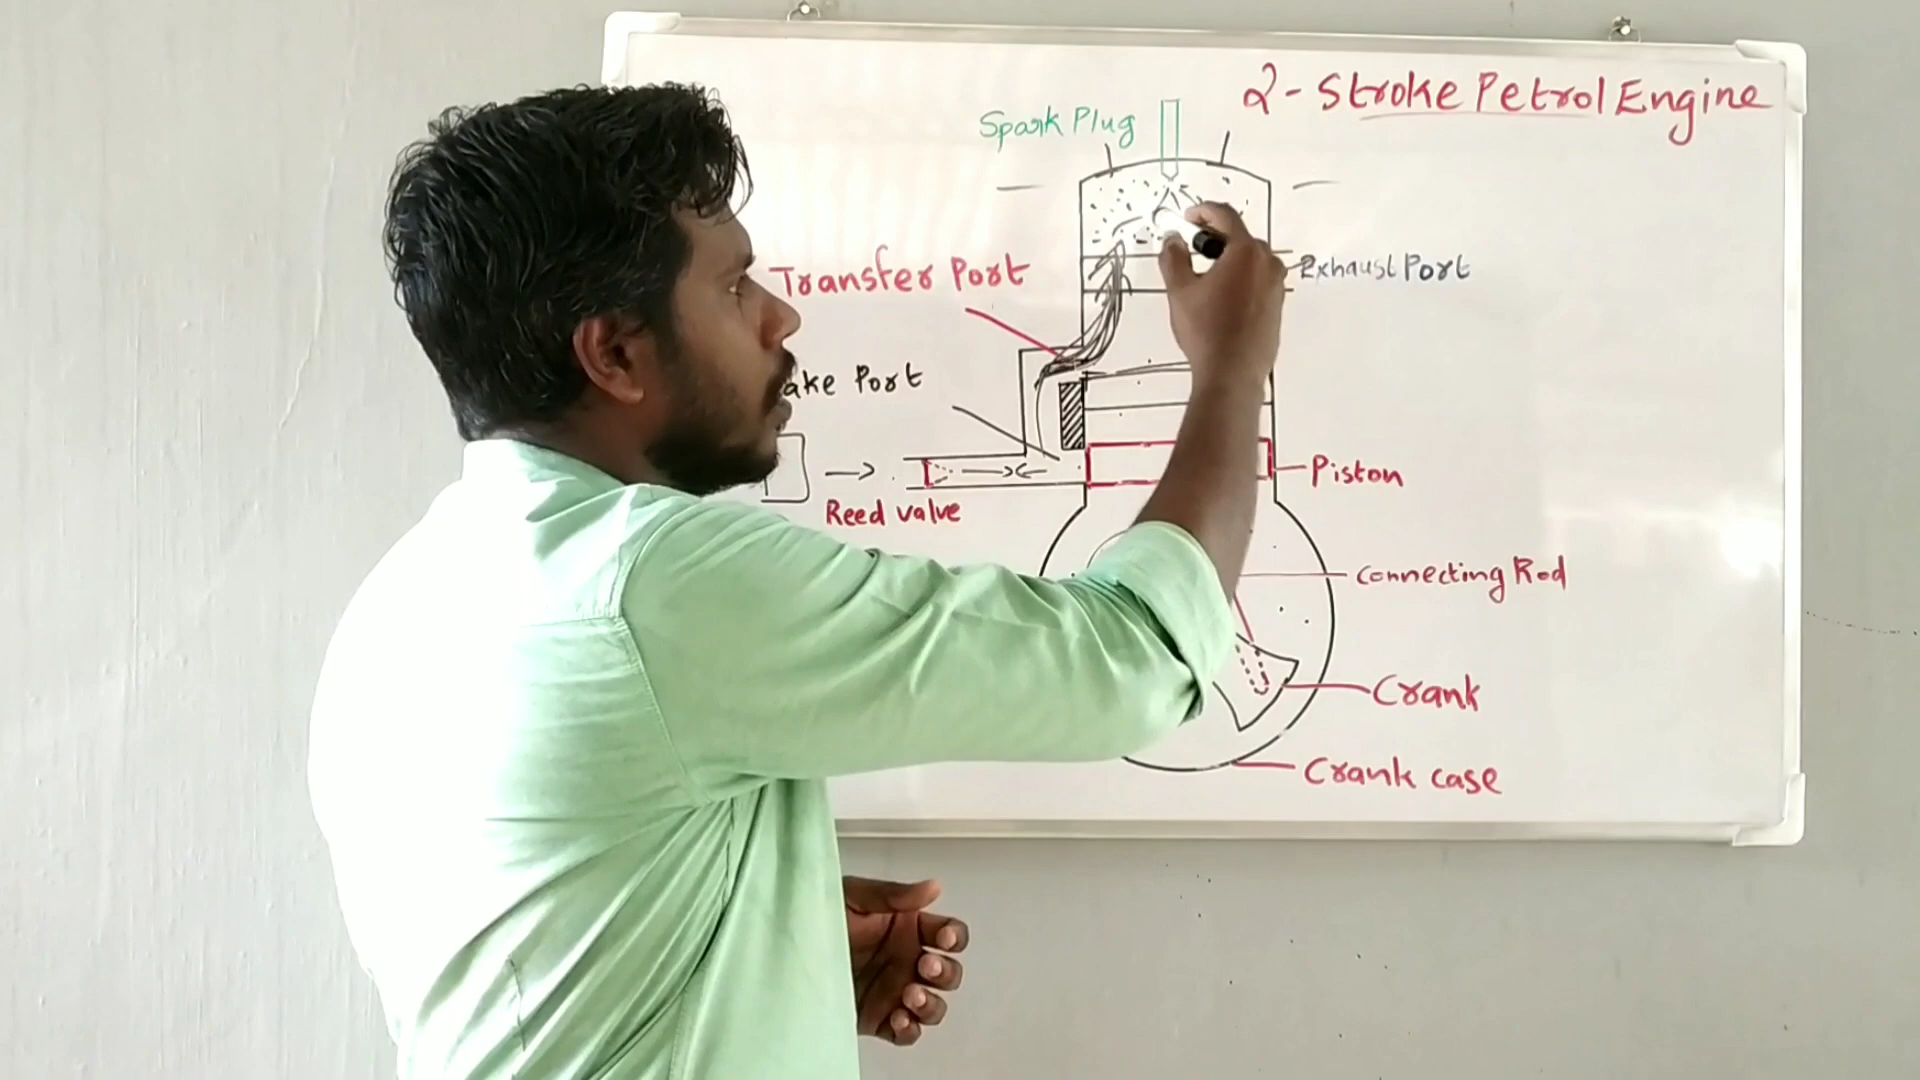 2-Stroke Petrol Engine
Spark Plug
Transfer Port
Exhaust Port
Port
Piston
Reed valve
Connecting Rod
Crank
Crank case